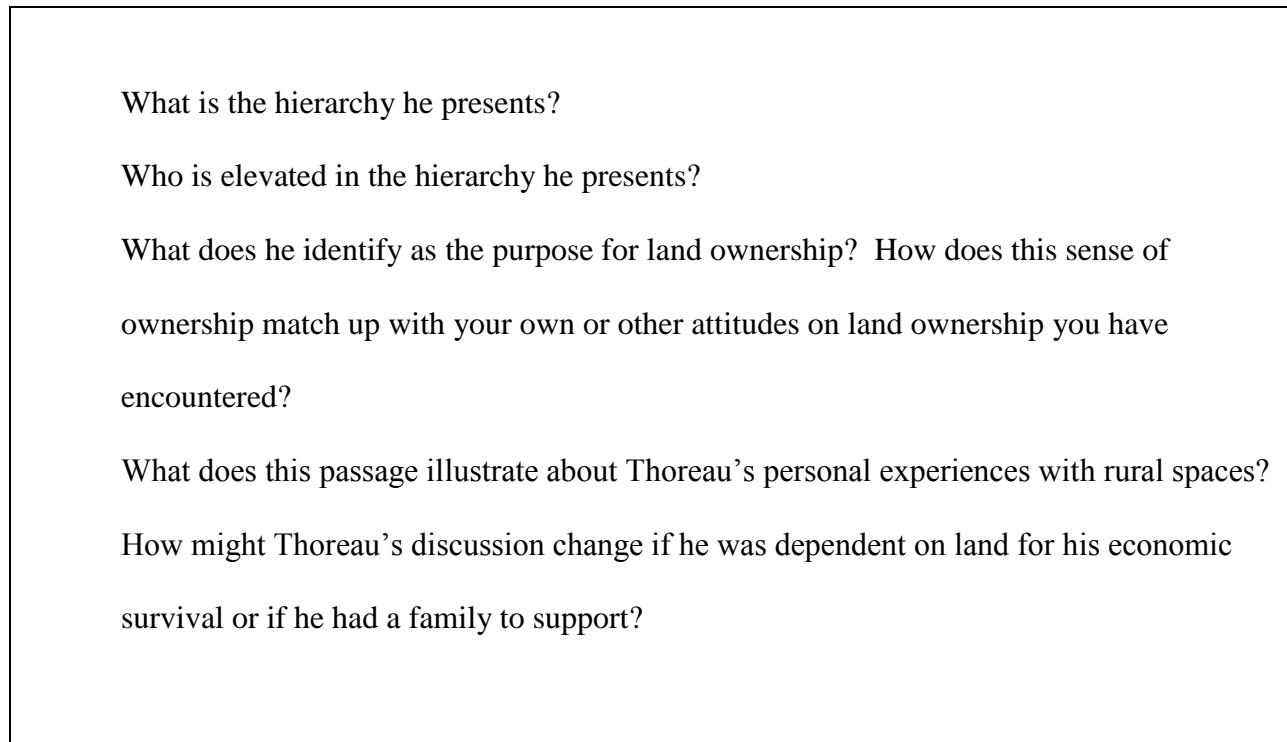 What is the hierarchy he presents?
Who is elevated in the hierarchy he presents?
What does he identify as the purpose for land ownership?  How does this sense of
ownership match up with your own or other attitudes on land ownership you have
encountered?
What does this passage illustrate about Thoreau’s personal experiences with rural spaces?
How might Thoreau’s discussion change if he was dependent on land for his economic
survival or if he had a family to support?